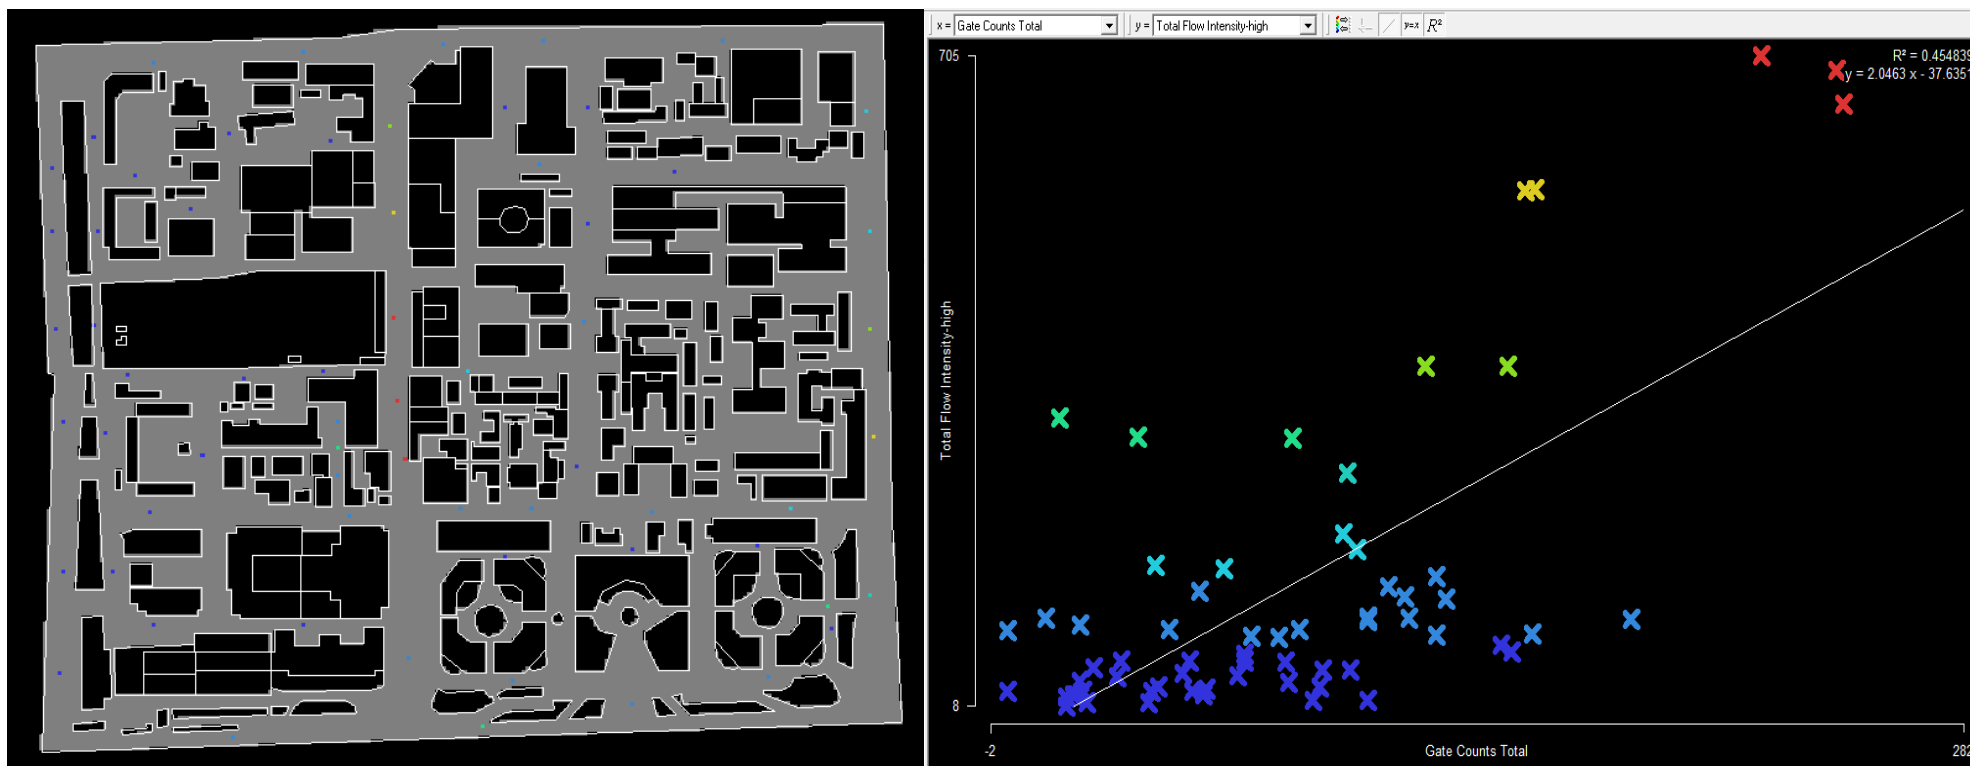 x = Gate Counts Total y = Total Flow Intensity-high y=x R²
705
R² = 0.454839
y = 2.0463 x - 37.6351
Total Flow Intensity-high
8
-2 Gate Counts Total 282